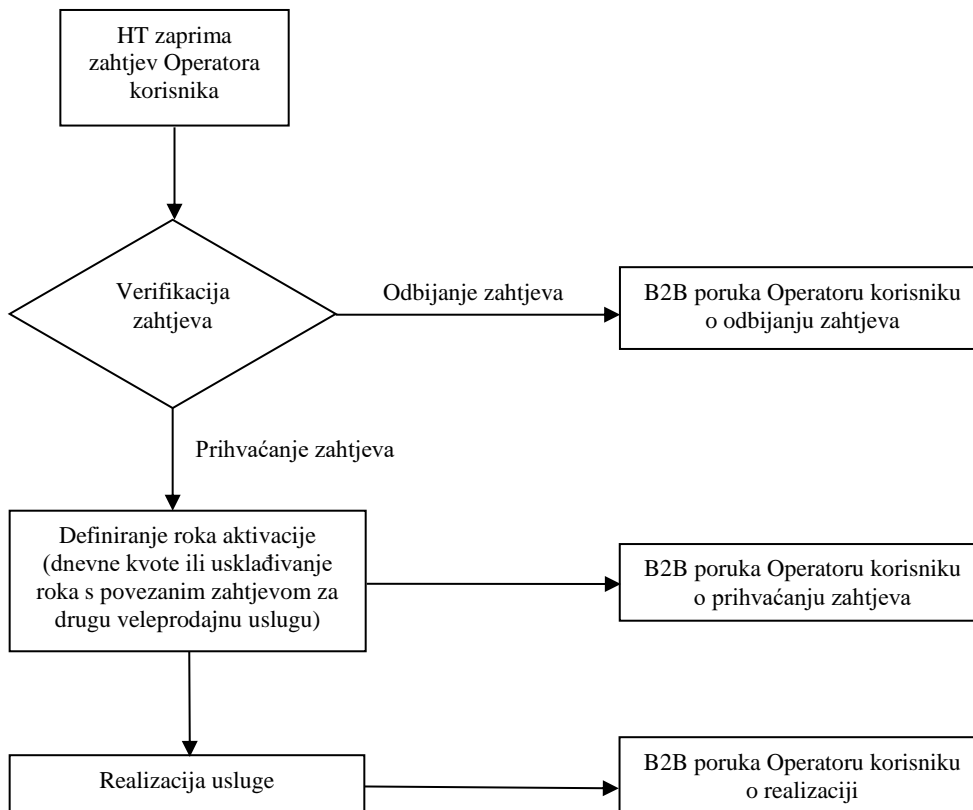 HT zaprima
zahtjev Operatora
korisnika
Verifikacija
zahtjeva
Odbijanje zahtjeva
B2B poruka Operatoru korisniku
o odbijanju zahtjeva
Prihvaćanje zahtjeva
Definiranje roka aktivacije
(dnevne kvote ili usklađivanje
roka s povezanim zahtjevom za
drugu veleprodajnu uslugu)
B2B poruka Operatoru korisniku
o prihvaćanju zahtjeva
Realizacija usluge
B2B poruka Operatoru korisniku
o realizaciji